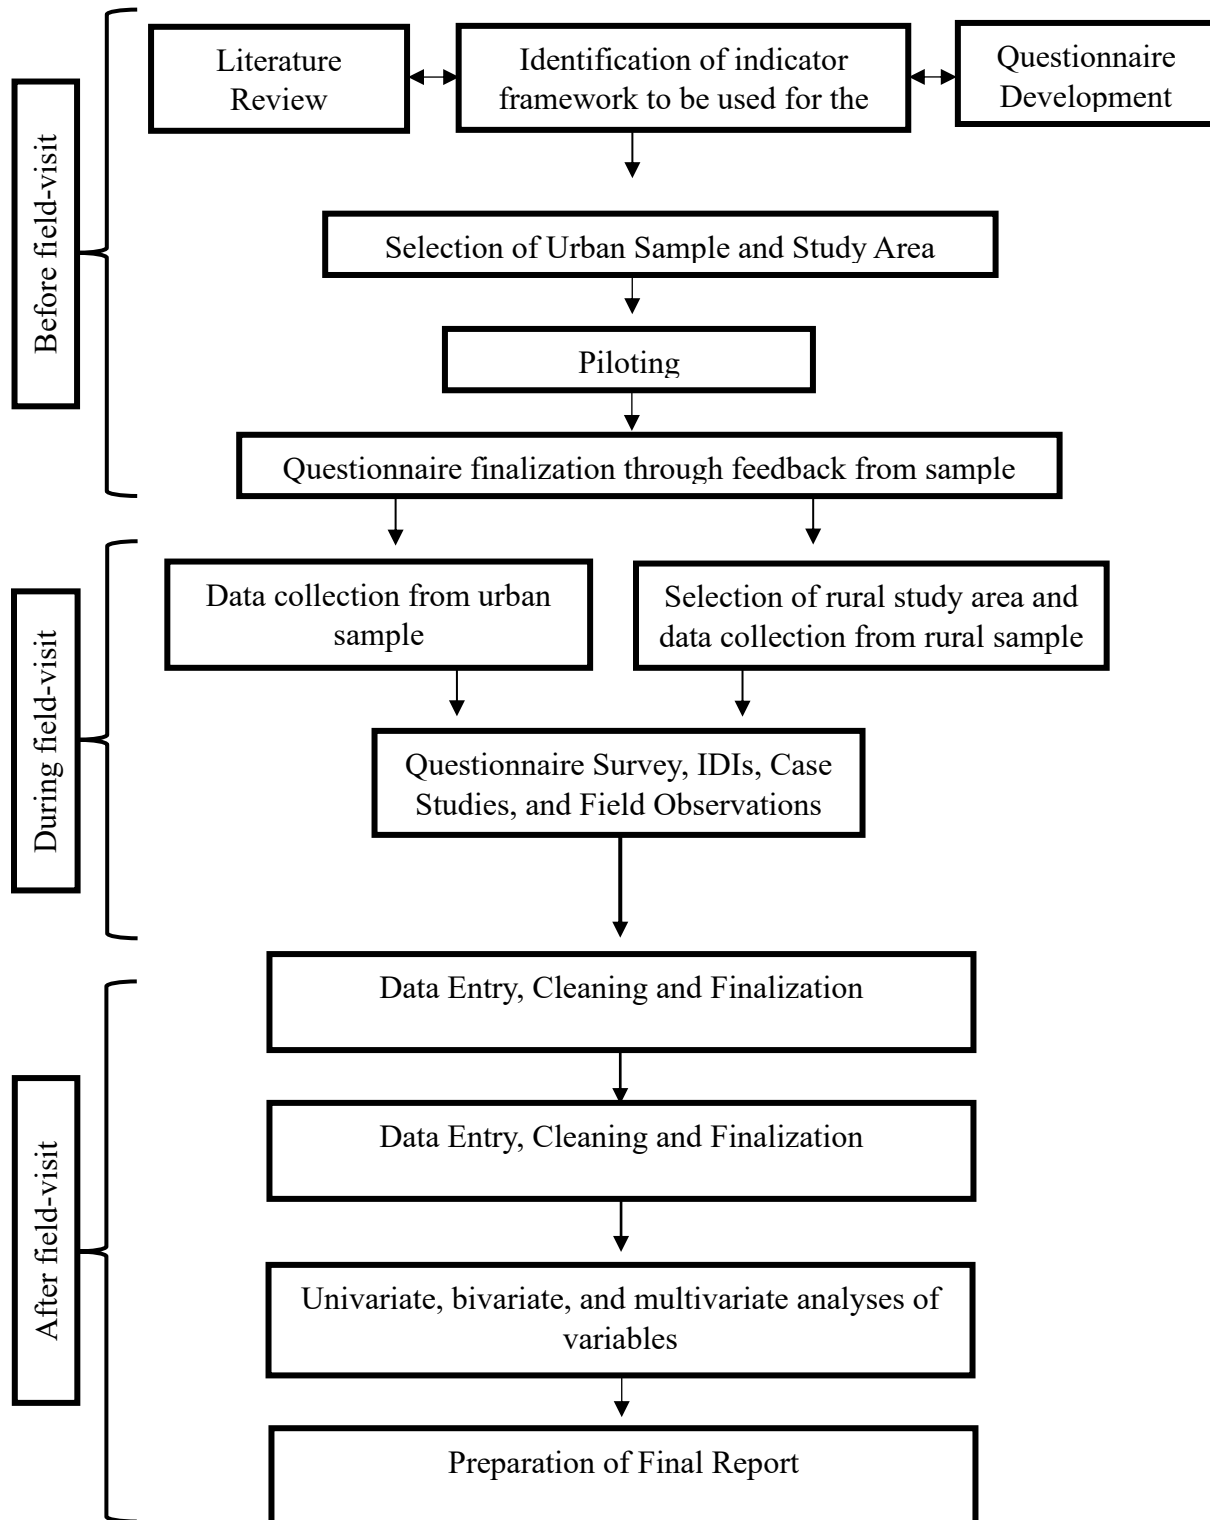 Before field-visit
Literature
Review
Identification of indicator
framework to be used for the
Questionnaire
Development
Selection of Urban Sample and Study Area
Piloting
Questionnaire finalization through feedback from sample
During field-visit
Data collection from urban
sample
Selection of rural study area and
data collection from rural sample
Questionnaire Survey, IDIs, Case
Studies, and Field Observations
After field-visit
Data Entry, Cleaning and Finalization
Data Entry, Cleaning and Finalization
Univariate, bivariate, and multivariate analyses of
variables
Preparation of Final Report